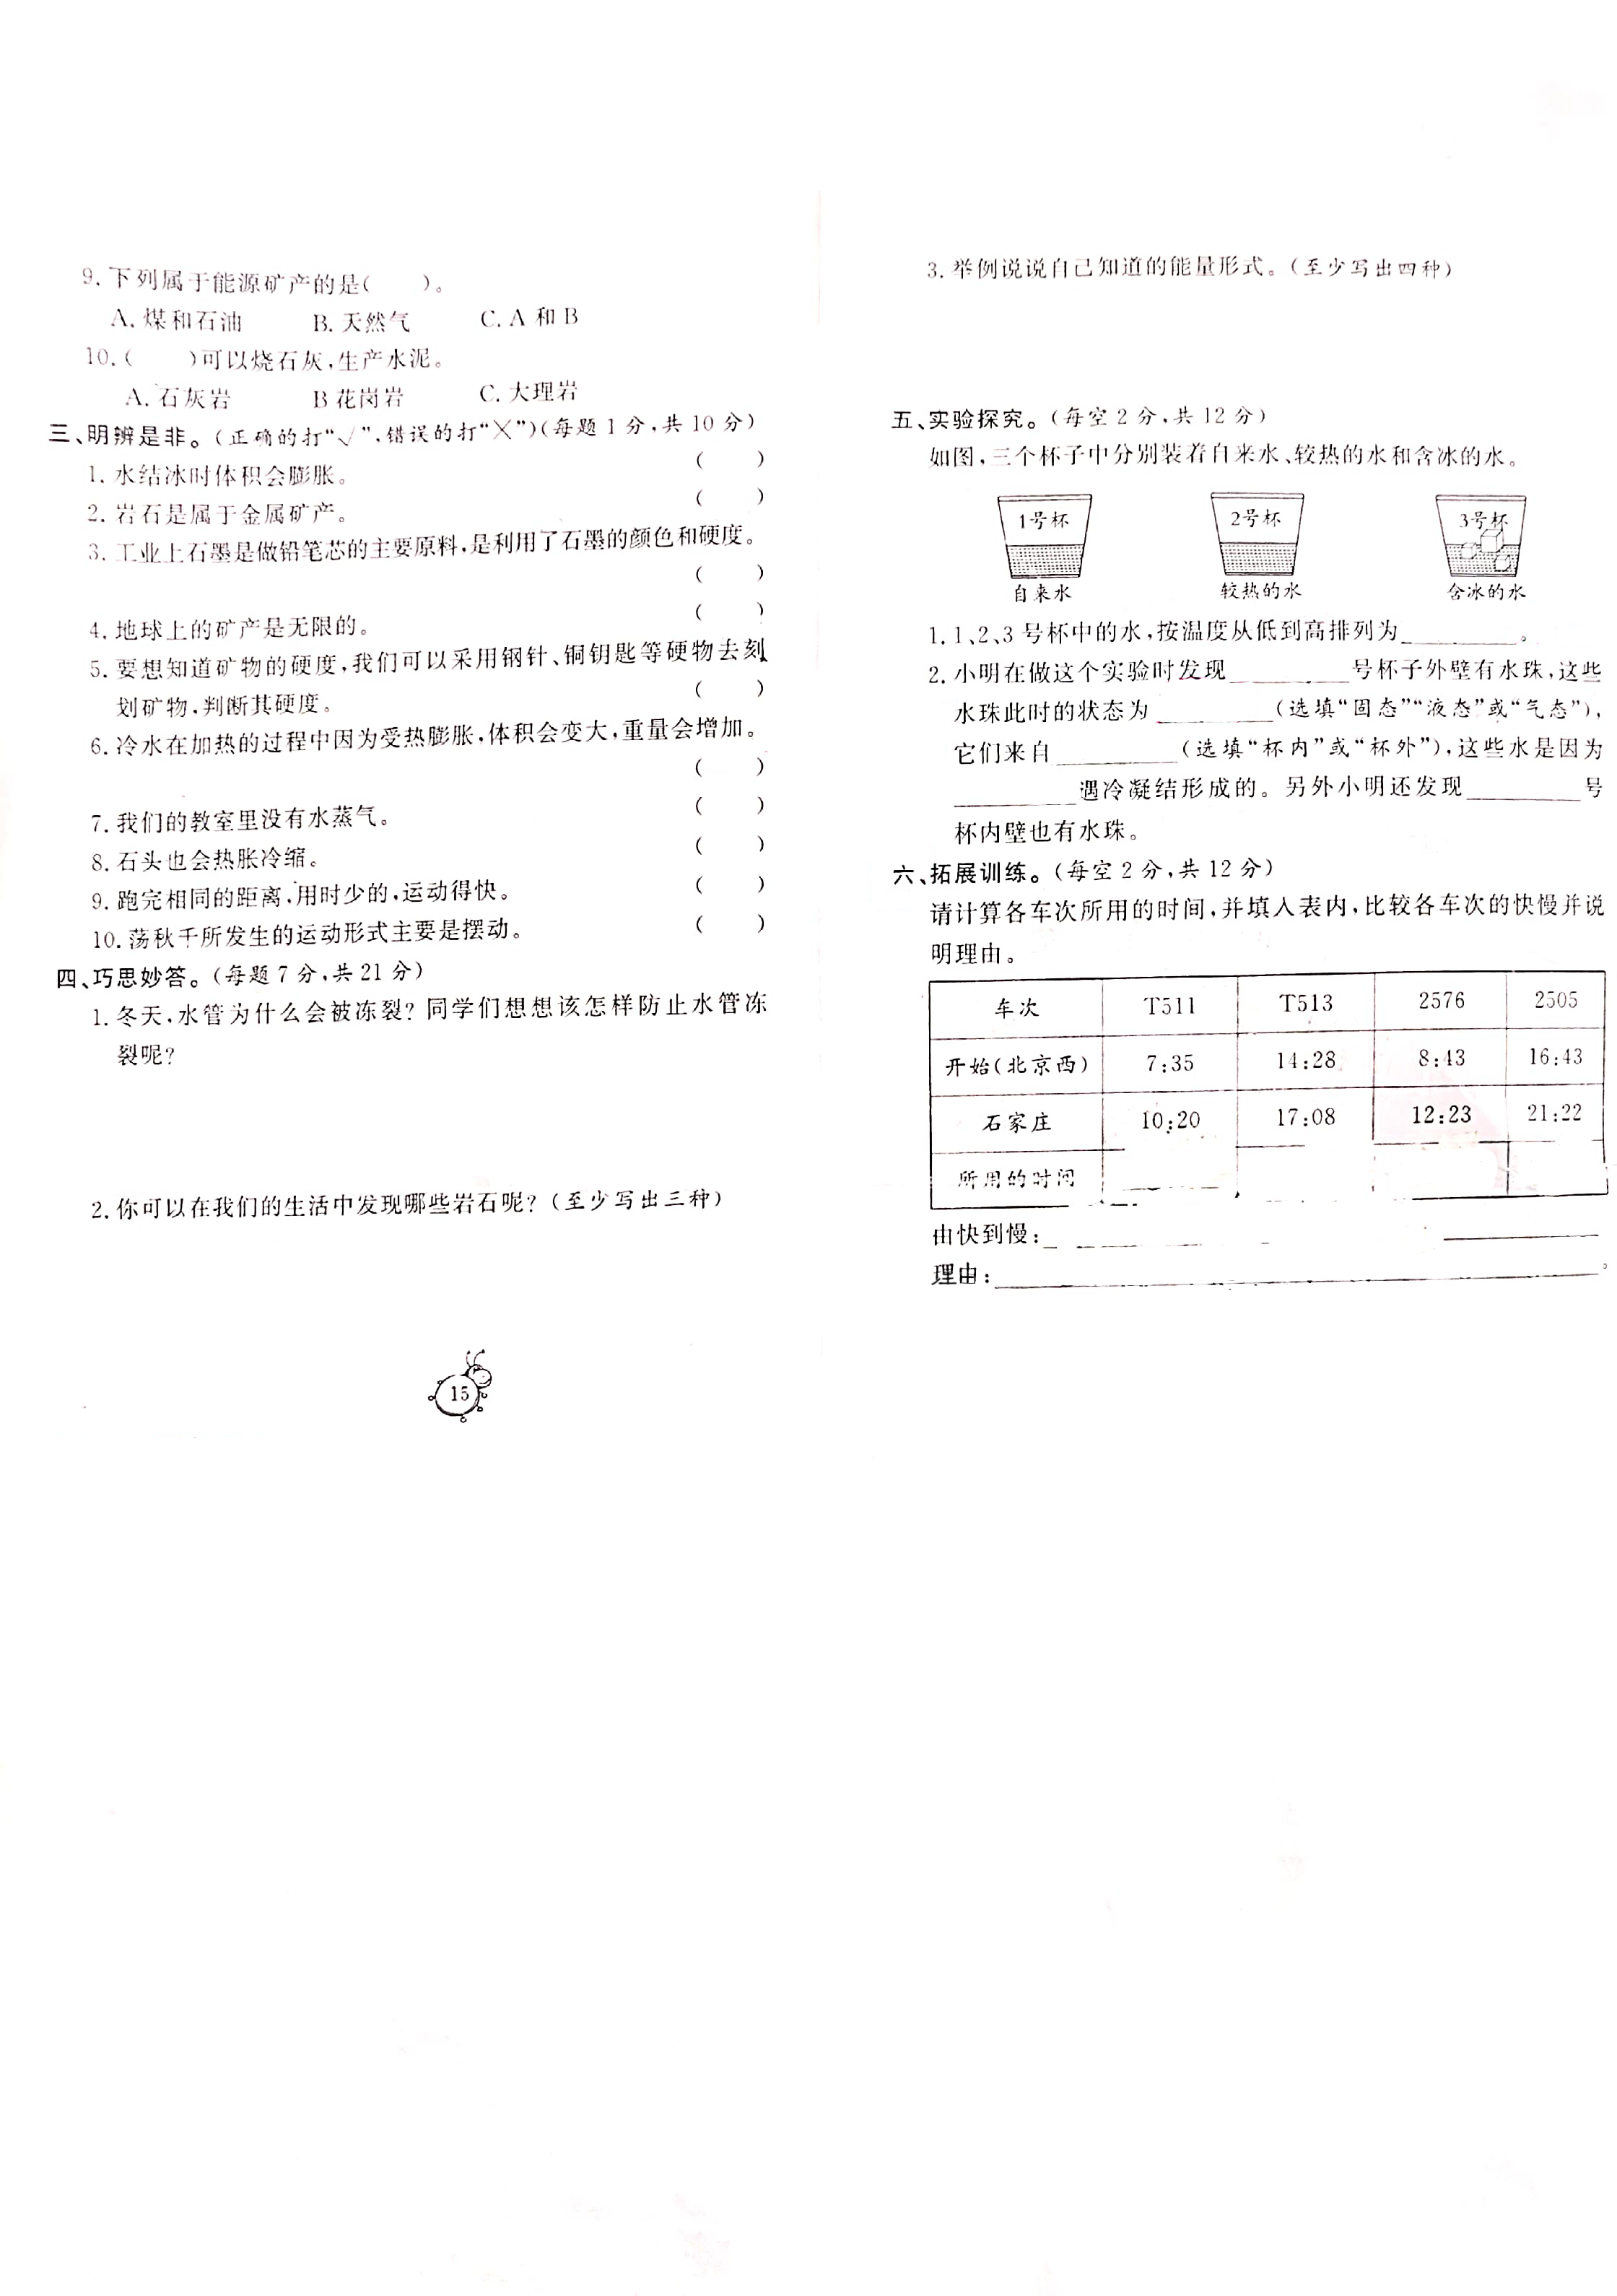 9.下列属于能源矿产的是(　　)。
A.煤和石油　　B.天然气　　C.A和B
10.(　　)可以烧石灰,生产水泥。
A.石灰岩　　B花岗岩　　C.大理岩
三、明辨是非。(正确的打“√”,错误的打“╳”)(每题1分,共10分)
1.水结冰时体积会膨胀。　　(　　)
2.岩石是属于金属矿产。　　(　　)
3.工业上石墨是做铅笔芯的主要原料,是利用了石墨的颜色和硬度。
(　　)
4.地球上的矿产是无限的。　　(　　)
5.要想知道矿物的硬度,我们可以采用钢针、铜钥匙等硬物去刻
划矿物,判断其硬度。　　(　　)
6.冷水在加热的过程中因为受热膨胀,体积会变大,重量会增加。
(　　)
7.我们的教室里没有水蒸气。　　(　　)
8.石头也会热胀冷缩。　　(　　)
9.跑完相同的距离,用时少的,运动得快。　　(　　)
10.荡秋千所发生的运动形式主要是摆动。　　(　　)
四、巧思妙答。(每题7分,共21分)
1.冬天,水管为什么会被冻裂?同学们想想该怎样防止水管冻
裂呢?
2.你可以在我们的生活中发现哪些岩石呢?(至少写出三种)
15
3.举例说说自己知道的能量形式。(至少写出四种)
五、实验探究。(每空2分,共12分)
如图,三个杯子中分别装着自来水、较热的水和含冰的水。
1号杯　　2号杯　　3号杯
自来水　　较热的水　　含冰的水
1.1、2、3号杯中的水,按温度从低到高排列为________。
2.小明在做这个实验时发现________号杯子外壁有水珠,这些
水珠此时的状态为________(选填“固态”“液态”或“气态”),
它们来自________(选填“杯内”或“杯外”),这些水是因为
________遇冷凝结形成的。另外小明还发现________号
杯内壁也有水珠。
六、拓展训练。(每空2分,共12分)
请计算各车次所用的时间,并填入表内,比较各车次的快慢并说
明理由。
车次　T511　T513　2576　2505
开始(北京西)　7:35　14:28　8:43　16:43
石家庄　10:20　17:08　12:23　21:22
所用的时间
由快到慢:________
理由:________。